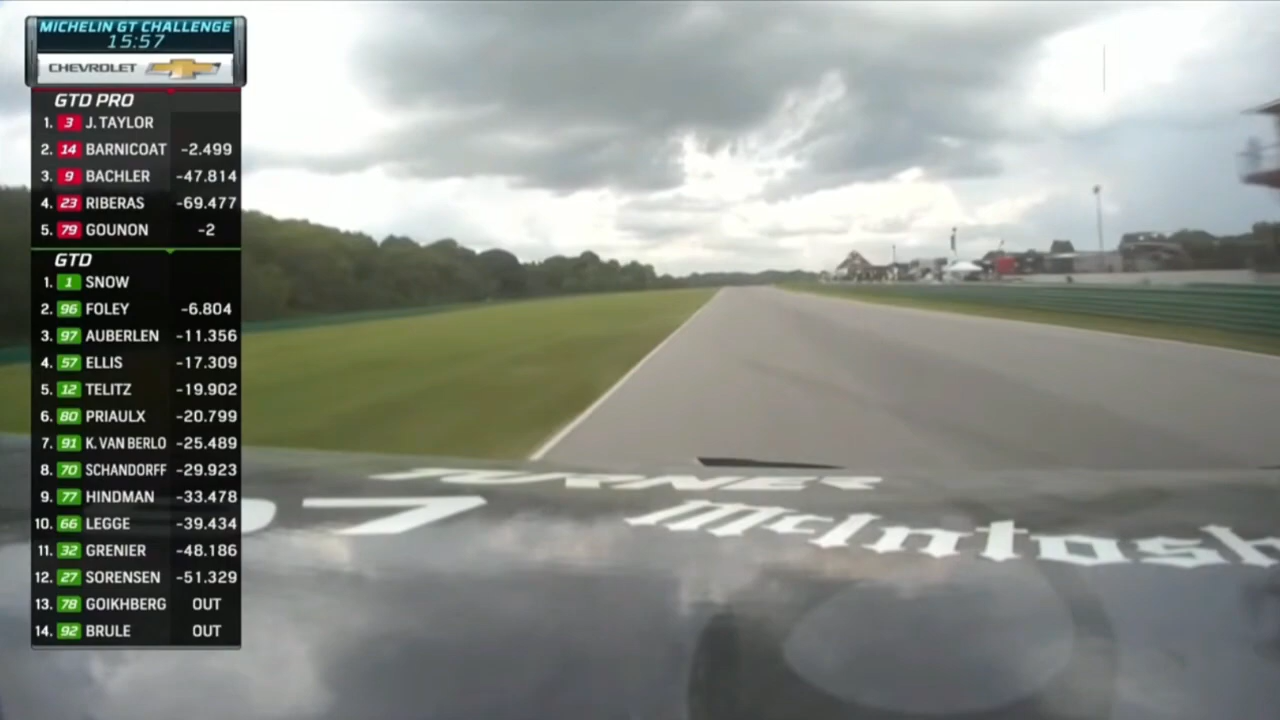 MICHELIN GT CHALLENGE
15:57
CHEVROLET
GTD PRO
1. 3 J. TAYLOR
2. 14 BARNICOAT -2.499
3. 9 BACHLER -47.814
4. 23 RIBERAS -69.477
5. 79 GOUNON -2
GTD
1. 1 SNOW
2. 96 FOLEY -6.804
3. 97 AUBERLEN -11.356
4. 57 ELLIS -17.309
5. 12 TELITZ -19.902
6. 80 PRIAULX -20.799
7. 91 K. VAN BERLO -25.489
8. 70 SCHANDORFF -29.923
9. 77 HINDMAN -33.478
10. 66 LEGGE -39.434
11. 32 GRENIER -48.186
12. 27 SORENSEN -51.329
13. 78 GOIKHBERG OUT
14. 92 BRULE OUT
TURNER
97 McIntosh